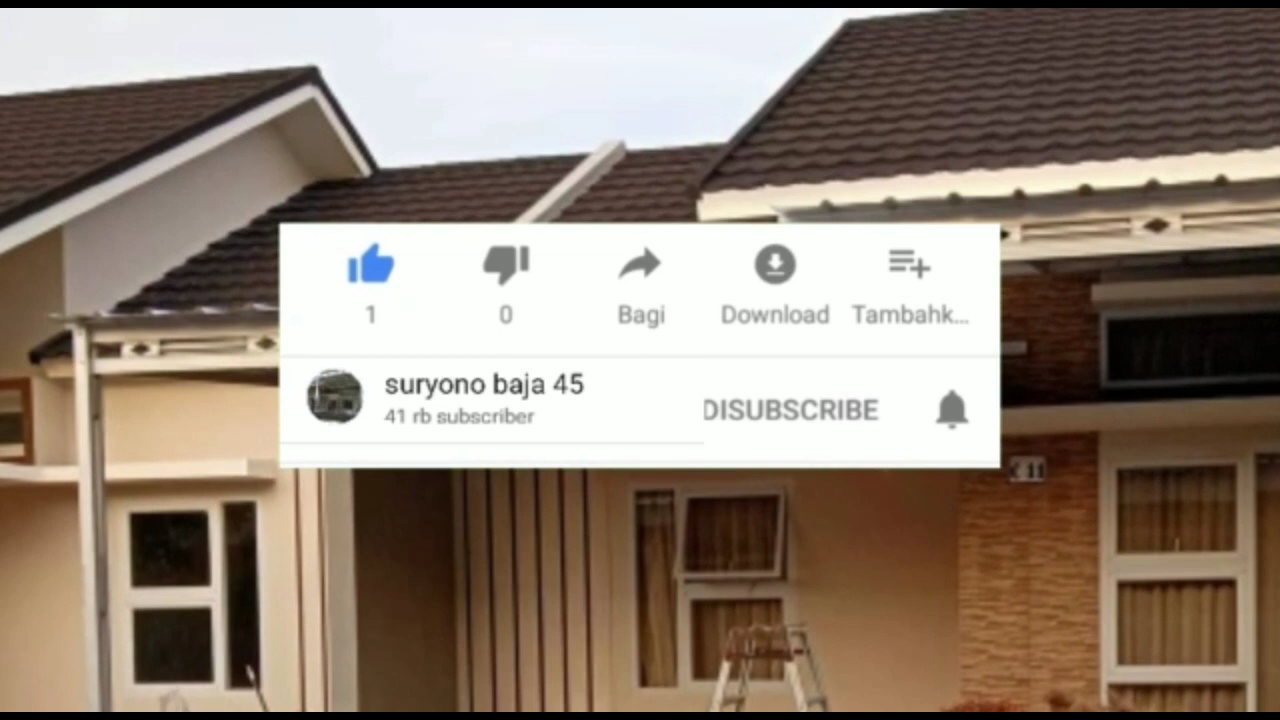 1
0
Bagi
Download
Tambahk...
suryono baja 45
41 rb subscriber
DISUBSCRIBE